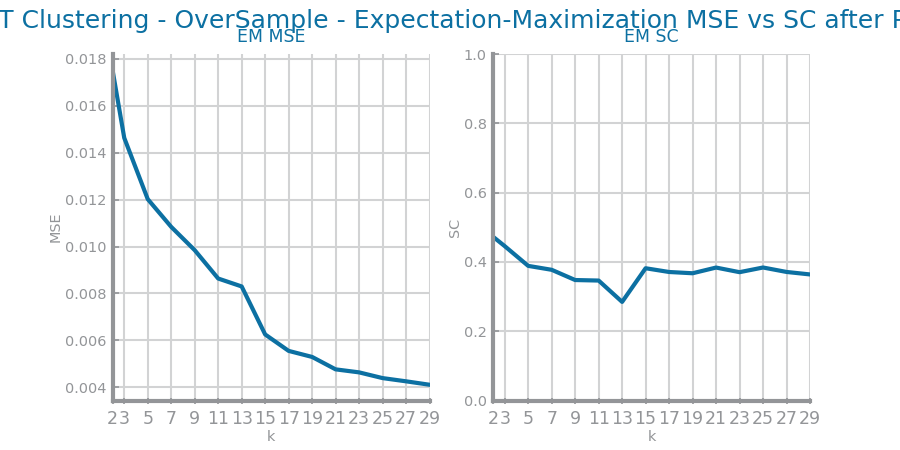 T Clustering - OverSample - Expectation-Maximization MSE vs SC after
EM MSE
EM SC
0.018
0.016
0.014
0.012
0.010
0.008
0.006
0.004
MSE
2 3 5 7 9 11 13 15 17 19 21 23 25 27 29
k
1.0
0.8
0.6
0.4
0.2
0.0
SC
2 3 5 7 9 11 13 15 17 19 21 23 25 27 29
k